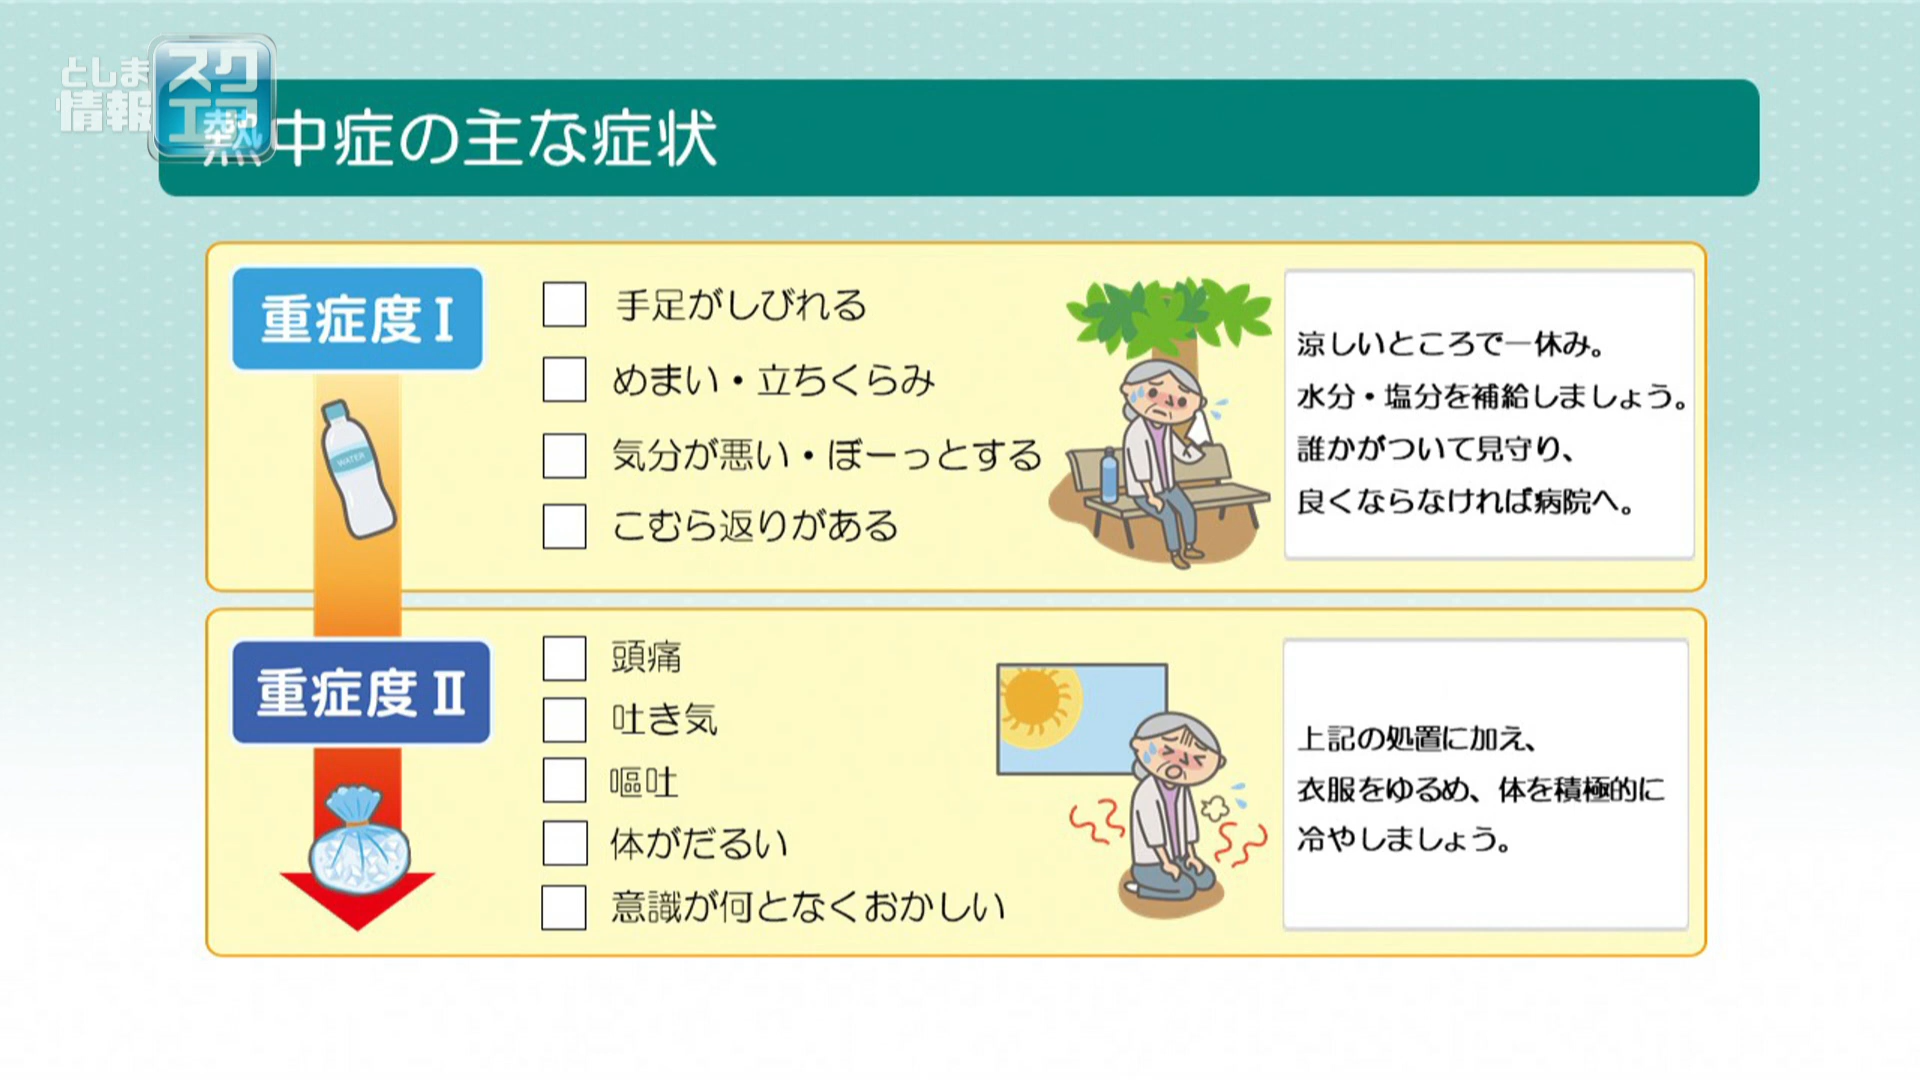 としま
情報
スク
エア
熱中症の主な症状
重症度Ⅰ
WATER
手足がしびれる
めまい・立ちくらみ
気分が悪い・ぼーっとする
こむら返りがある
涼しいところで一休み。
水分・塩分を補給しましょう。
誰かがついて見守り、
良くならなければ病院へ。
重症度Ⅱ
頭痛
吐き気
嘔吐
体がだるい
意識が何となくおかしい
上記の処置に加え、
衣服をゆるめ、体を積極的に
冷やしましょう。